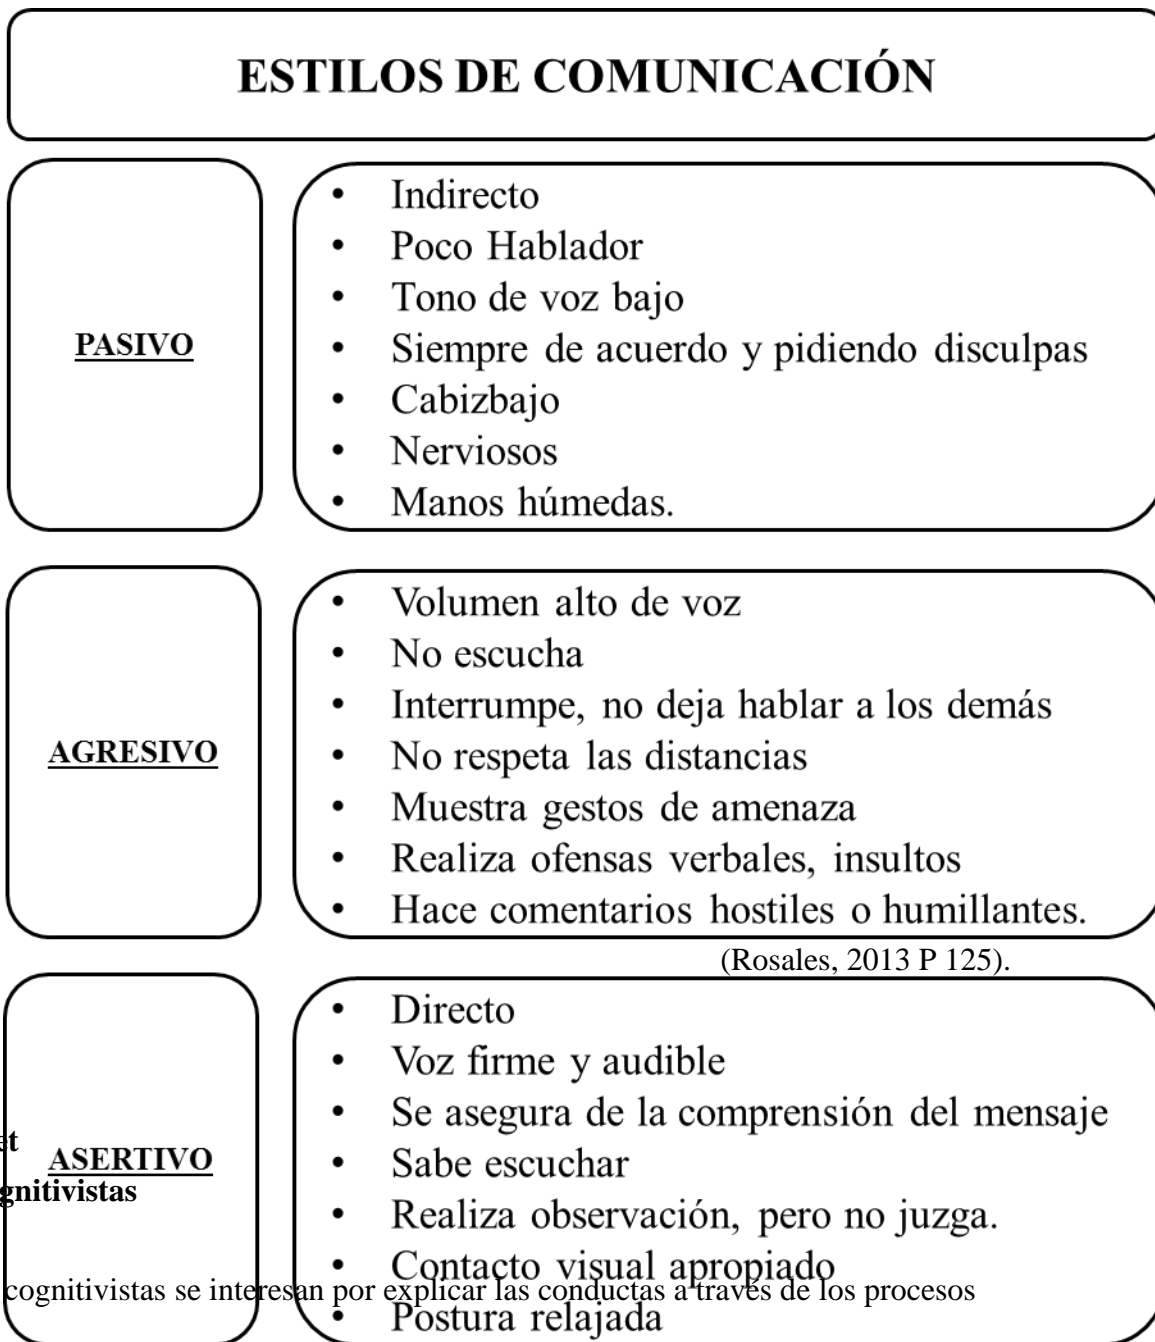 ESTILOS DE COMUNICACIÓN
PASIVO
• Indirecto
• Poco Hablador
• Tono de voz bajo
• Siempre de acuerdo y pidiendo disculpas
• Cabizbajo
• Nerviosos
• Manos húmedas.
AGRESIVO
• Volumen alto de voz
• No escucha
• Interrumpe, no deja hablar a los demás
• No respeta las distancias
• Muestra gestos de amenaza
• Realiza ofensas verbales, insultos
• Hace comentarios hostiles o humillantes.
(Rosales, 2013 P 125).
ASERTIVO
• Directo
• Voz firme y audible
• Se asegura de la comprensión del mensaje
• Sabe escuchar
• Realiza observación, pero no juzga.
• Contacto visual apropiado
• Postura relajada
et
gnitivistas
cognitivistas se interesan por explicar las conductas a través de los procesos